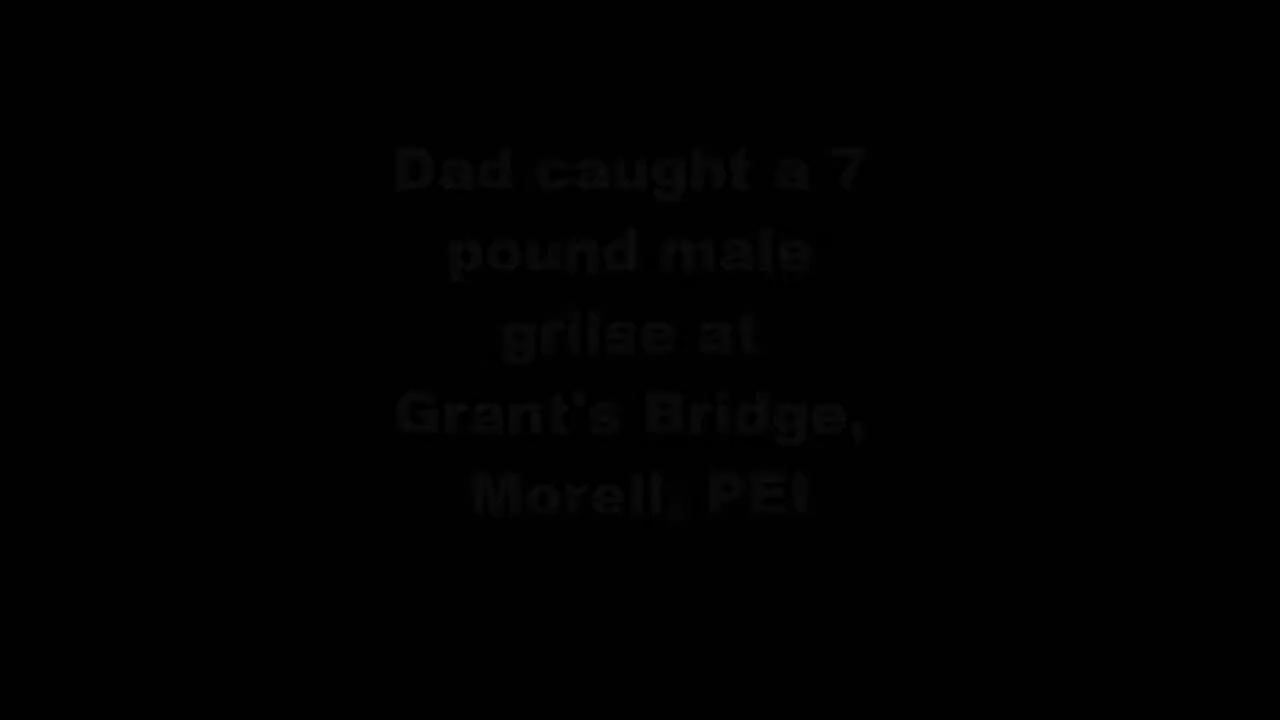 Dad caught a 7
pound male
grilse at
Grant's Bridge,
Morell, PEI